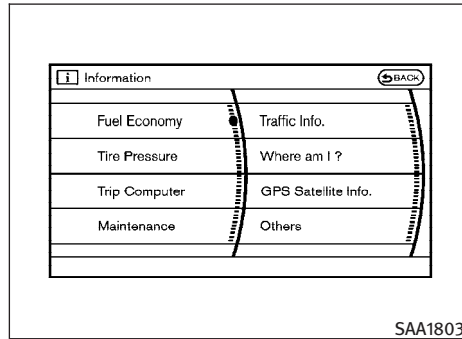 i Information
BACK
Fuel Economy
Traffic Info.
Tire Pressure
Where am I ?
Trip Computer
GPS Satellite Info.
Maintenance
Others
SAA1803